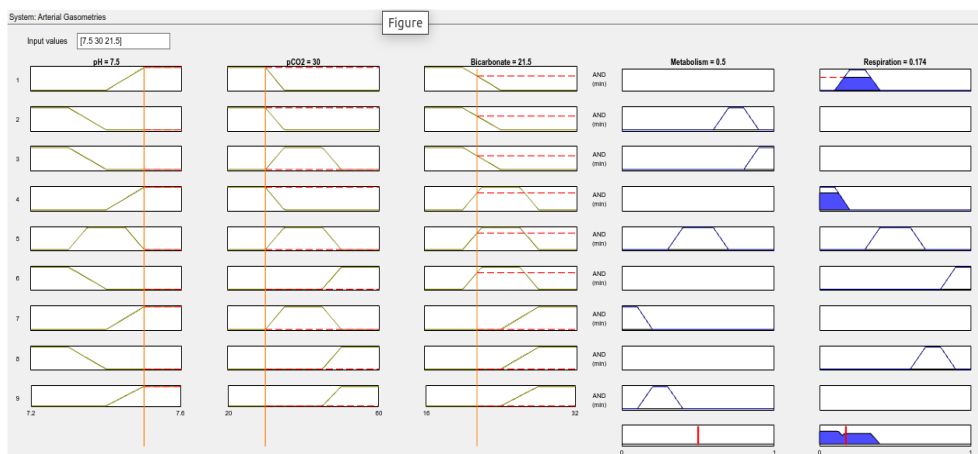 System: Arterial Gasometries
Figure
Input values [7.5 30 21.5]
pH = 7.5 pCO2 = 30 Bicarbonate = 21.5 Metabolism = 0.5 Respiration = 0.174
1 AND
(min)
2 AND
(min)
3 AND
(min)
4 AND
(min)
5 AND
(min)
6 AND
(min)
7 AND
(min)
8 AND
(min)
9 AND
(min)
7.2 7.6 20 60 16 32
0 1 0 1